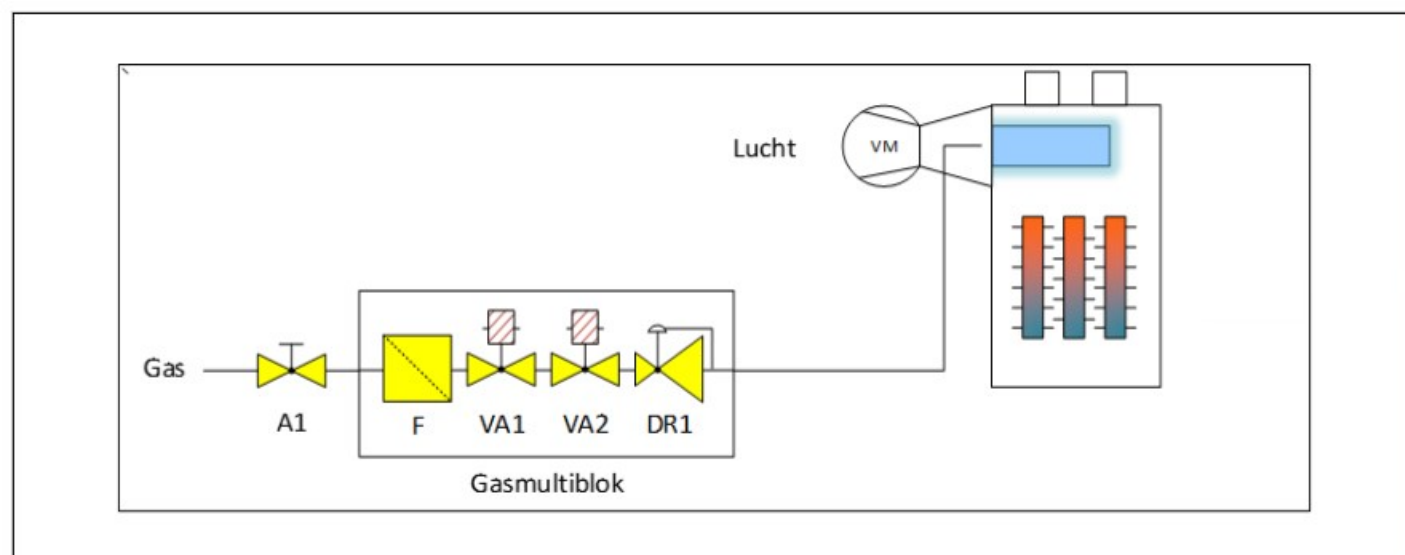 Lucht
VM
Gas
A1
F
VA1
VA2
DR1
Gasmultiblok